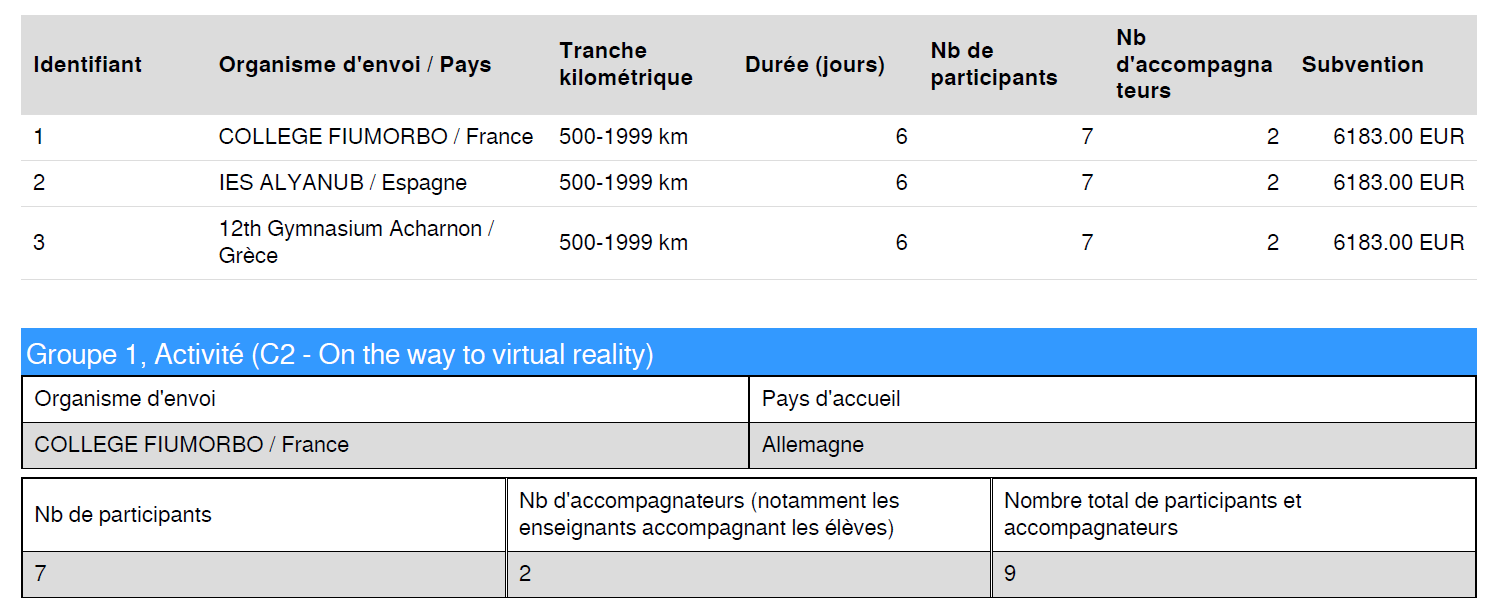 Identifiant Organisme d'envoi / Pays Tranche kilométrique Durée (jours) Nb de participants Nb d'accompagna teurs Subvention
1 COLLEGE FIUMORBO / France 500-1999 km 6 7 2 6183.00 EUR
2 IES ALYANUB / Espagne 500-1999 km 6 7 2 6183.00 EUR
3 12th Gymnasium Acharnon / Grèce 500-1999 km 6 7 2 6183.00 EUR
Groupe 1, Activité (C2 - On the way to virtual reality)
Organisme d'envoi Pays d'accueil
COLLEGE FIUMORBO / France Allemagne
Nb de participants Nb d'accompagnateurs (notamment les enseignants accompagnant les élèves) Nombre total de participants et accompagnateurs
7 2 9